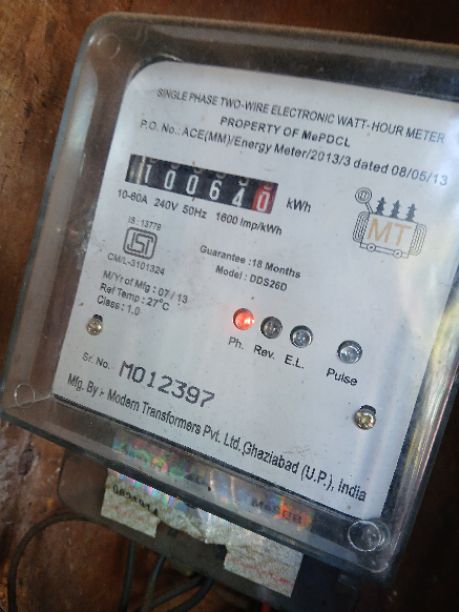 SINGLE PHASE TWO-WIRE ELECTRONIC WATT-HOUR METER
PROPERTY OF MePDCL
P.O. No.: ACE(MM)/Energy Meter/2013/3 dated 08/05/13
100640 kWh
10-60A 240V 50Hz 1600 Imp/kWh
IS : 13779
ISI
CM/L-3101324
MT
Guarantee : 18 Months
Model : DDS26D
M/Yr of Mfg : 07 / 13
Ref Temp : 27°C
Class : 1.0
Ph. Rev. E.L. Pulse
Sr. No.: M012397
Mfg. By :- Modern Transformers Pvt. Ltd. Ghaziabad (U.P.), India